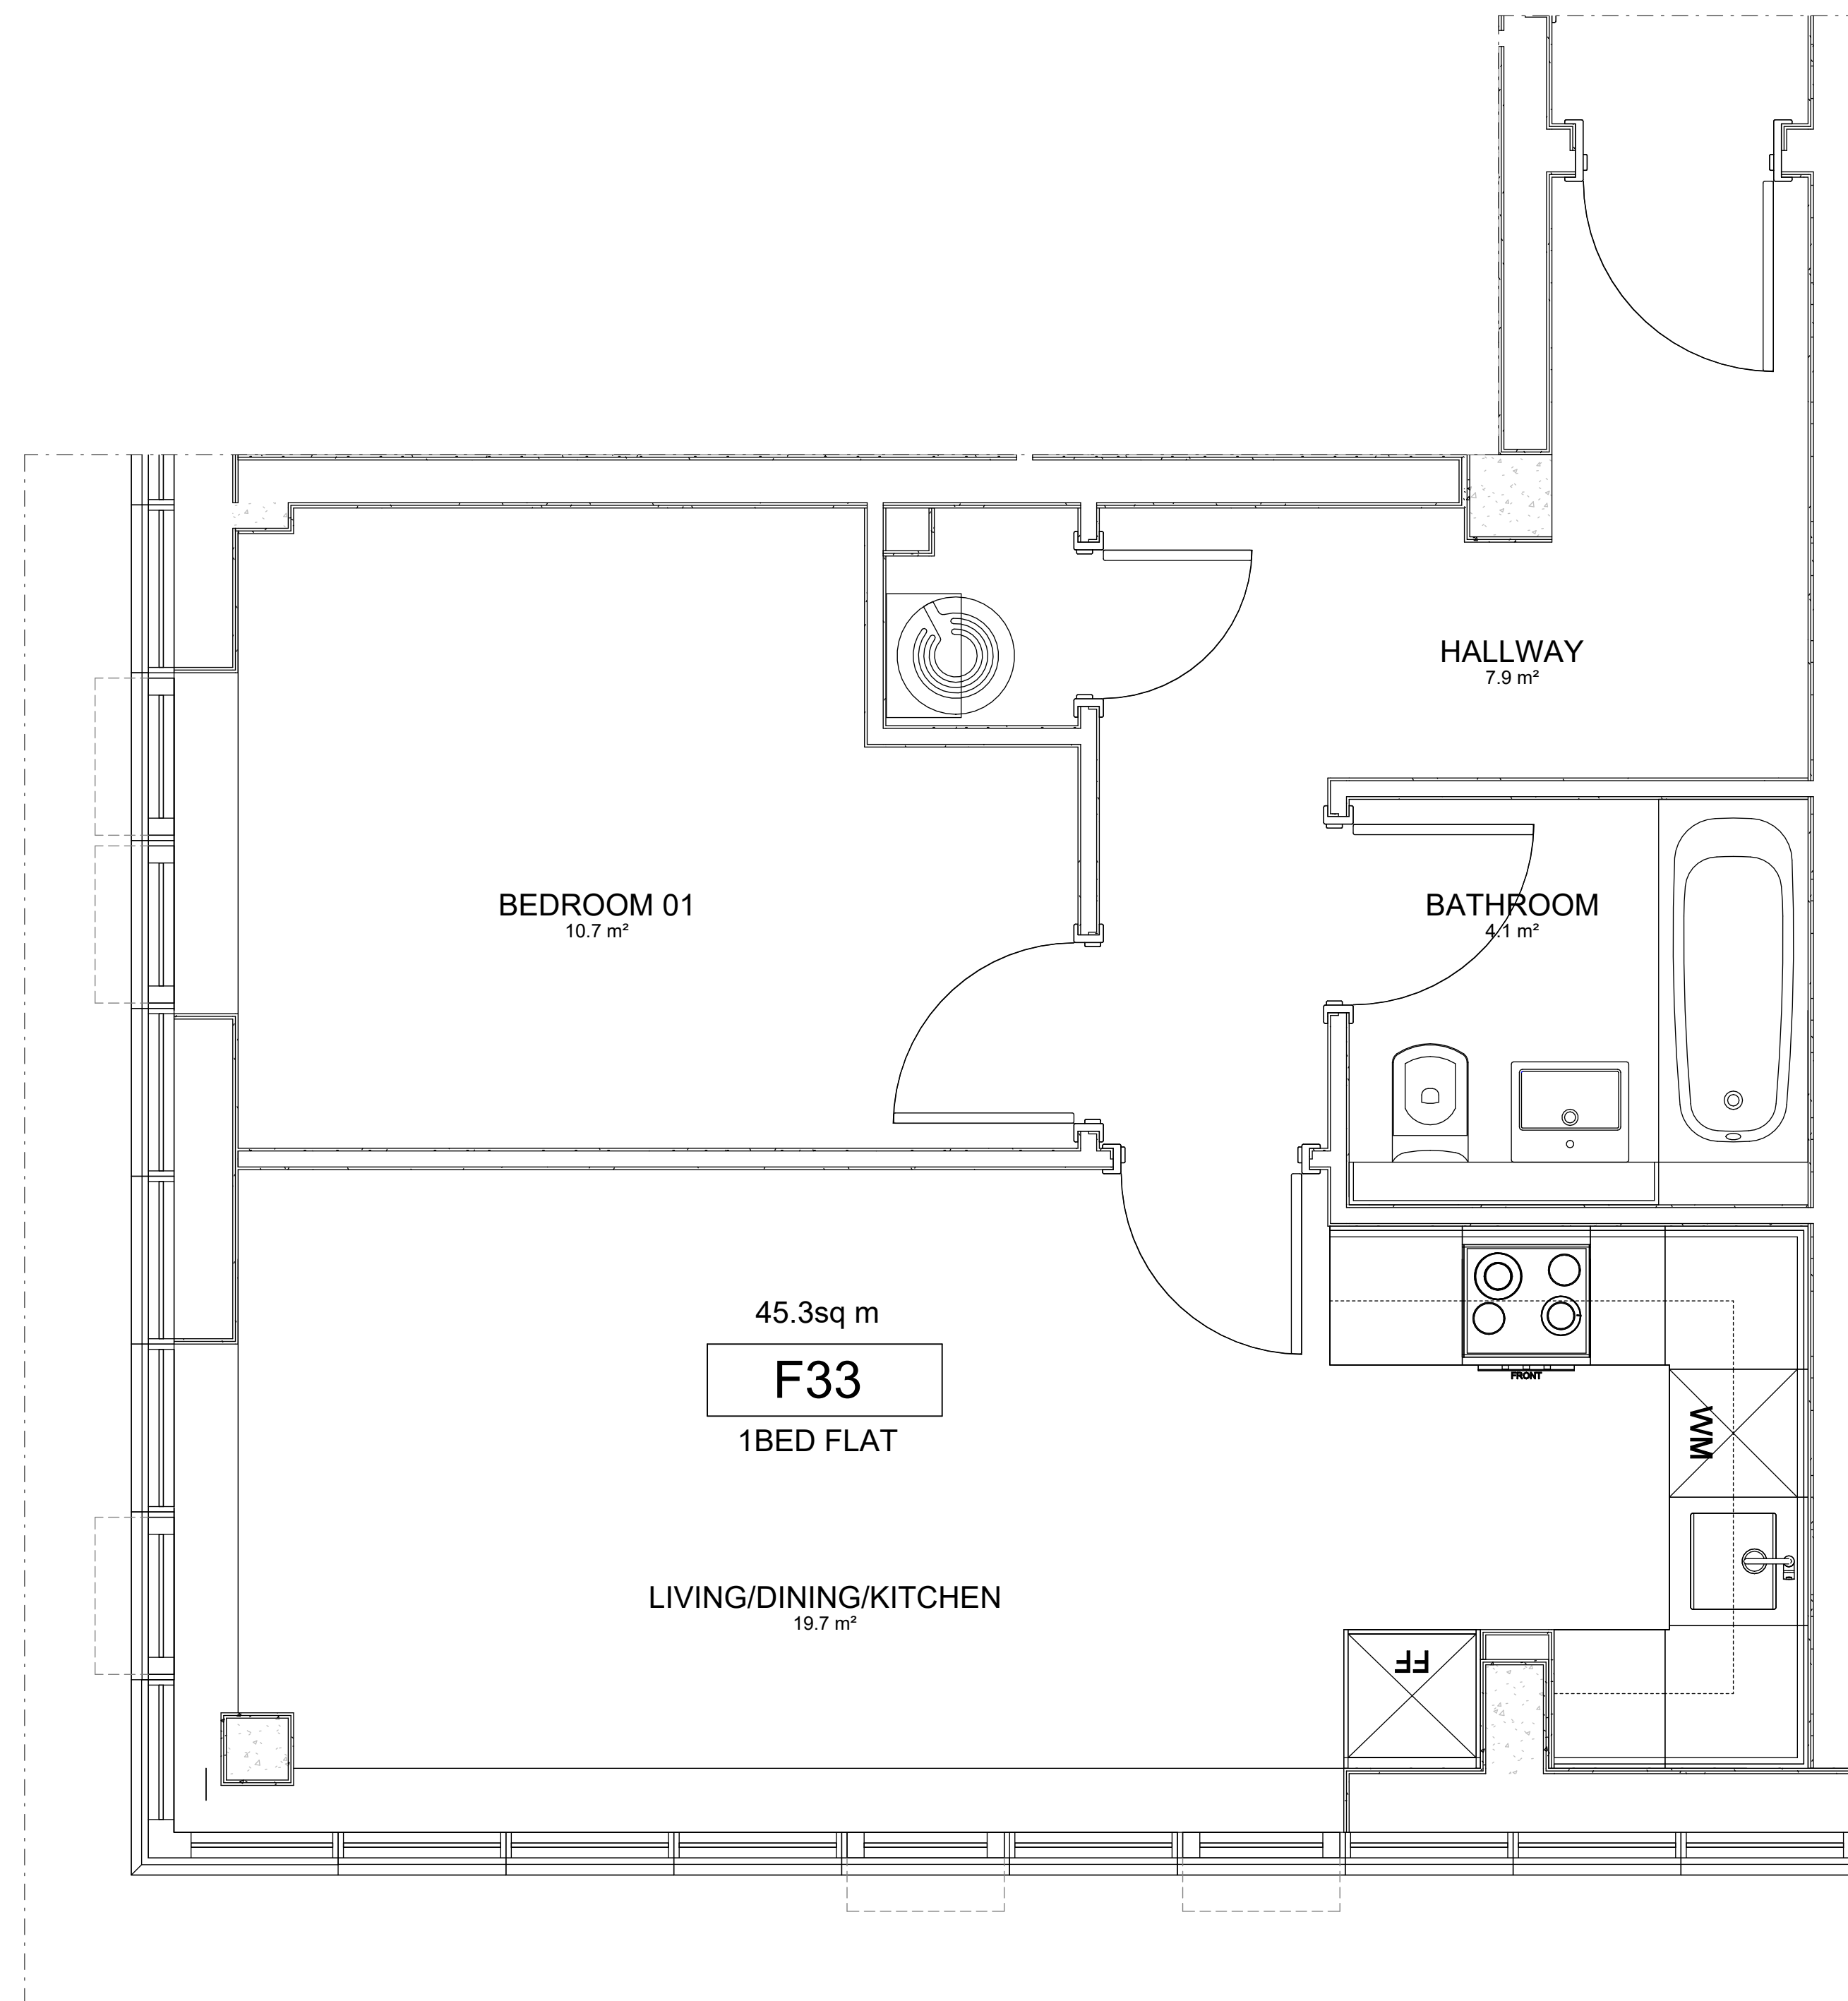 HALLWAY
7.9 m²
BEDROOM 01
10.7 m²
BATHROOM
4.1 m²
45.3sq m
F33
1BED FLAT
FRONT
WM
LIVING/DINING/KITCHEN
19.7 m²
FF